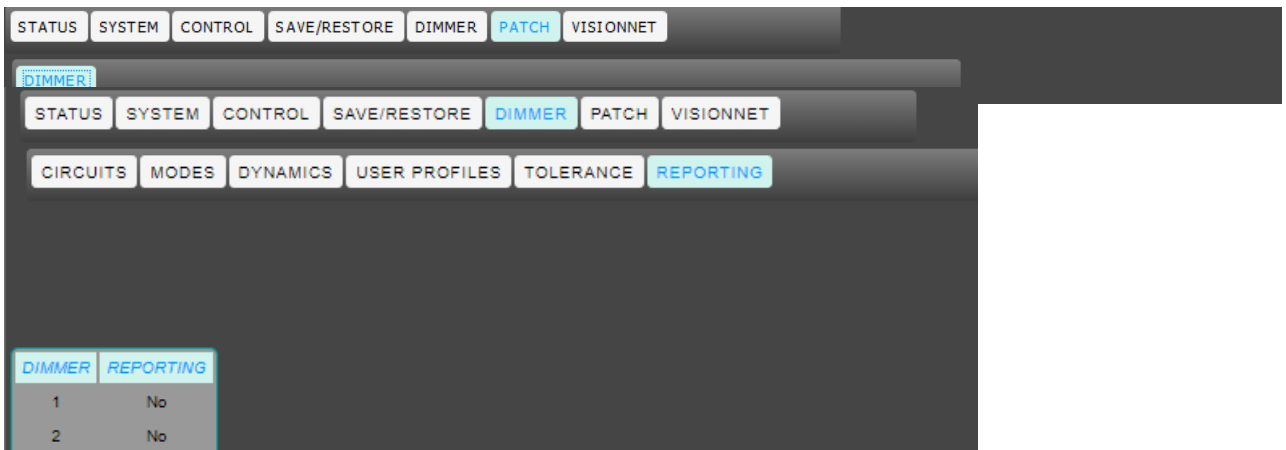 STATUS SYSTEM CONTROL SAVE/RESTORE DIMMER PATCH VISIONNET
DIMMER
STATUS SYSTEM CONTROL SAVE/RESTORE DIMMER PATCH VISIONNET
CIRCUITS MODES DYNAMICS USER PROFILES TOLERANCE REPORTING
DIMMER REPORTING
1 No
2 No